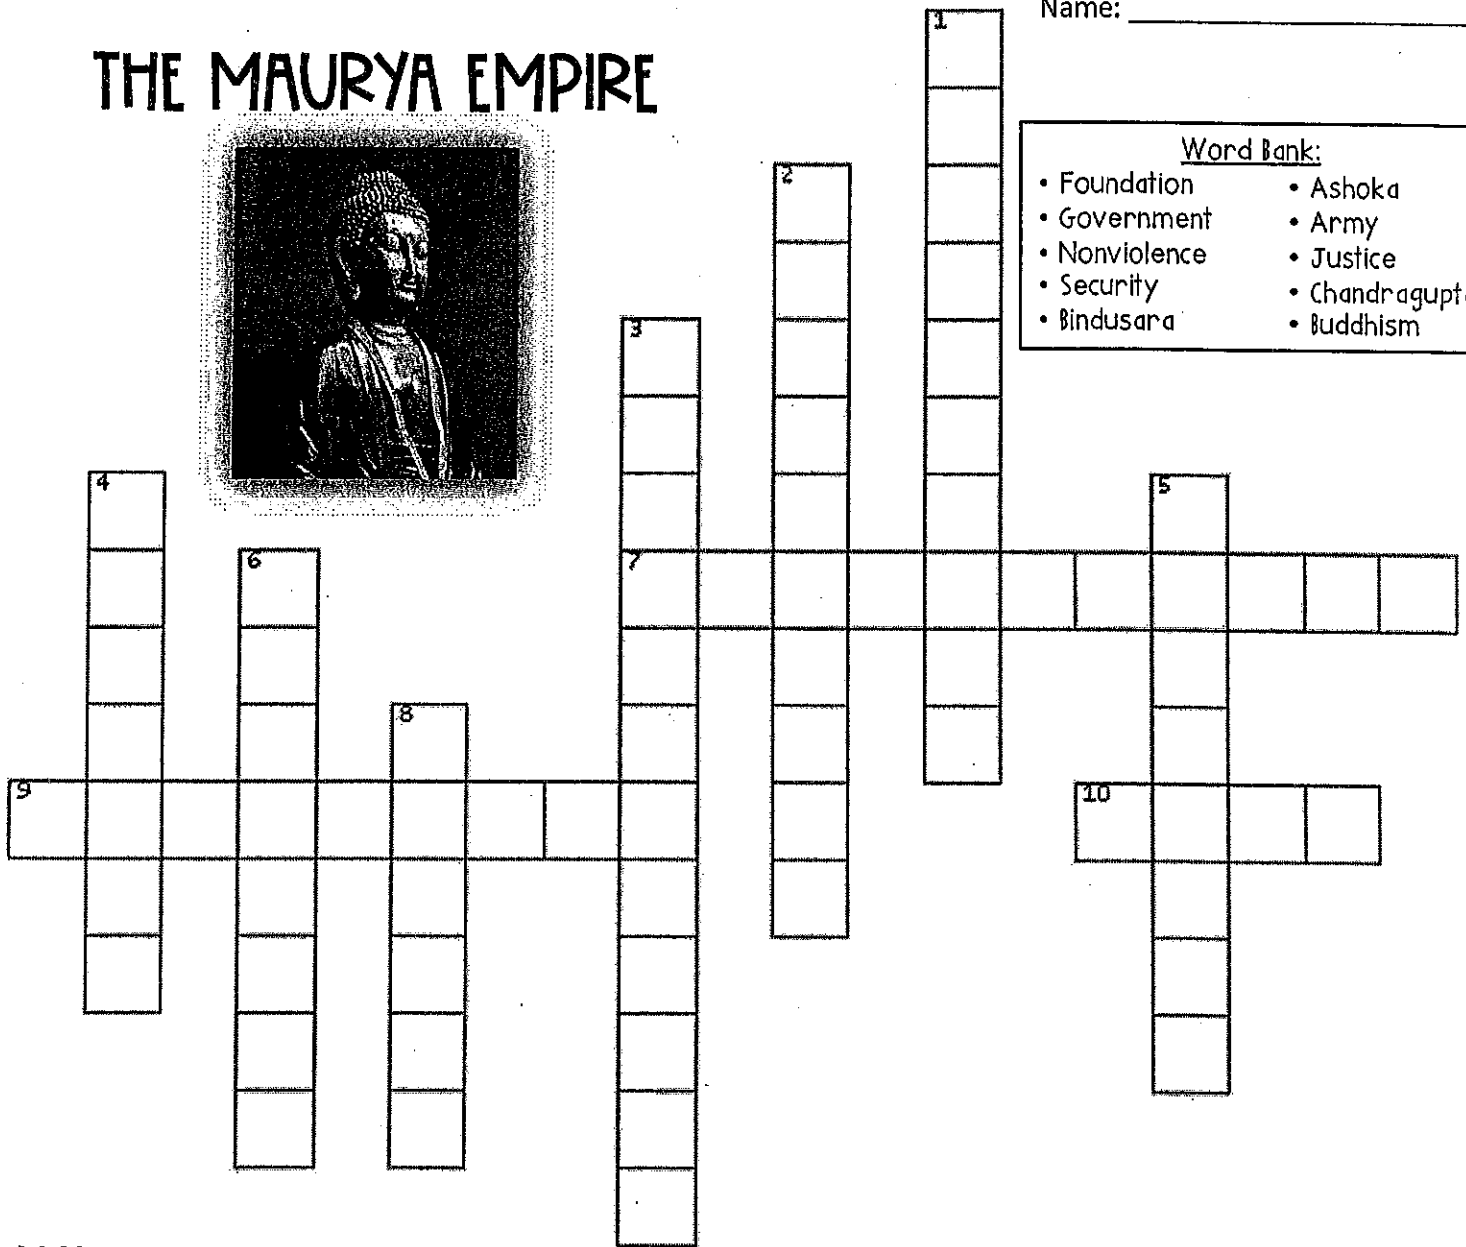 Name:
THE MAURYA EMPIRE
Word Bank:
• Foundation
• Government
• Nonviolence
• Security
• Bindusara
• Ashoka
• Army
• Justice
• Chandragupta
• Buddhism
1
2
3
4
5
6
7
8
9
10